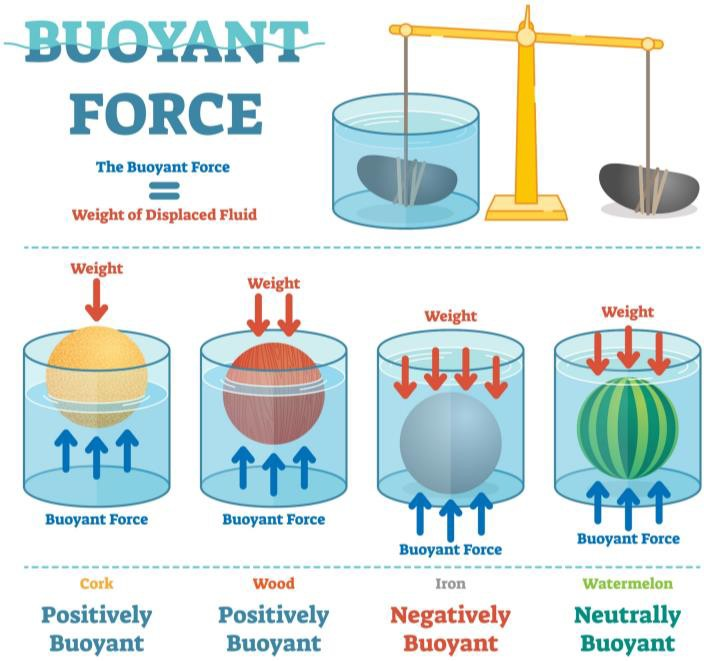 BUOYANT
FORCE
The Buoyant Force
=
Weight of Displaced Fluid
Weight
Weight
Weight
Weight
Buoyant Force
Buoyant Force
Buoyant Force
Buoyant Force
Cork
Wood
Iron
Watermelon
Positively
Buoyant
Positively
Buoyant
Negatively
Buoyant
Neutrally
Buoyant